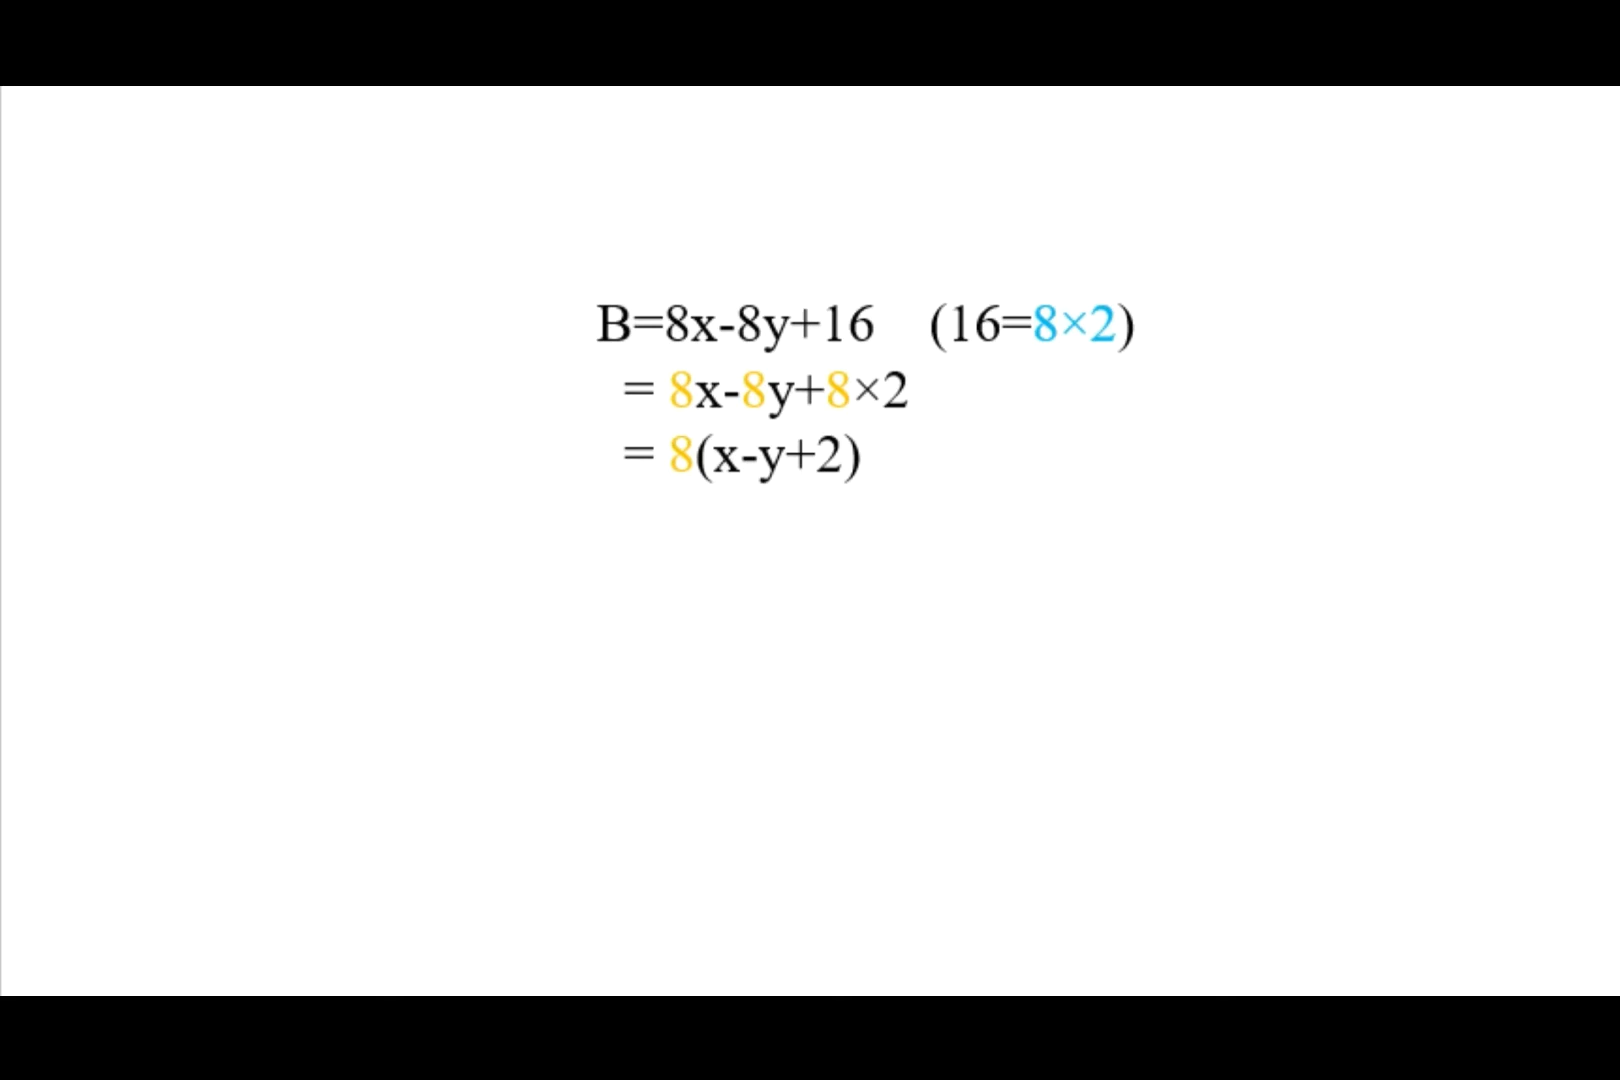 B=8x-8y+16 (16=8×2)
= 8x-8y+8×2
= 8(x-y+2)